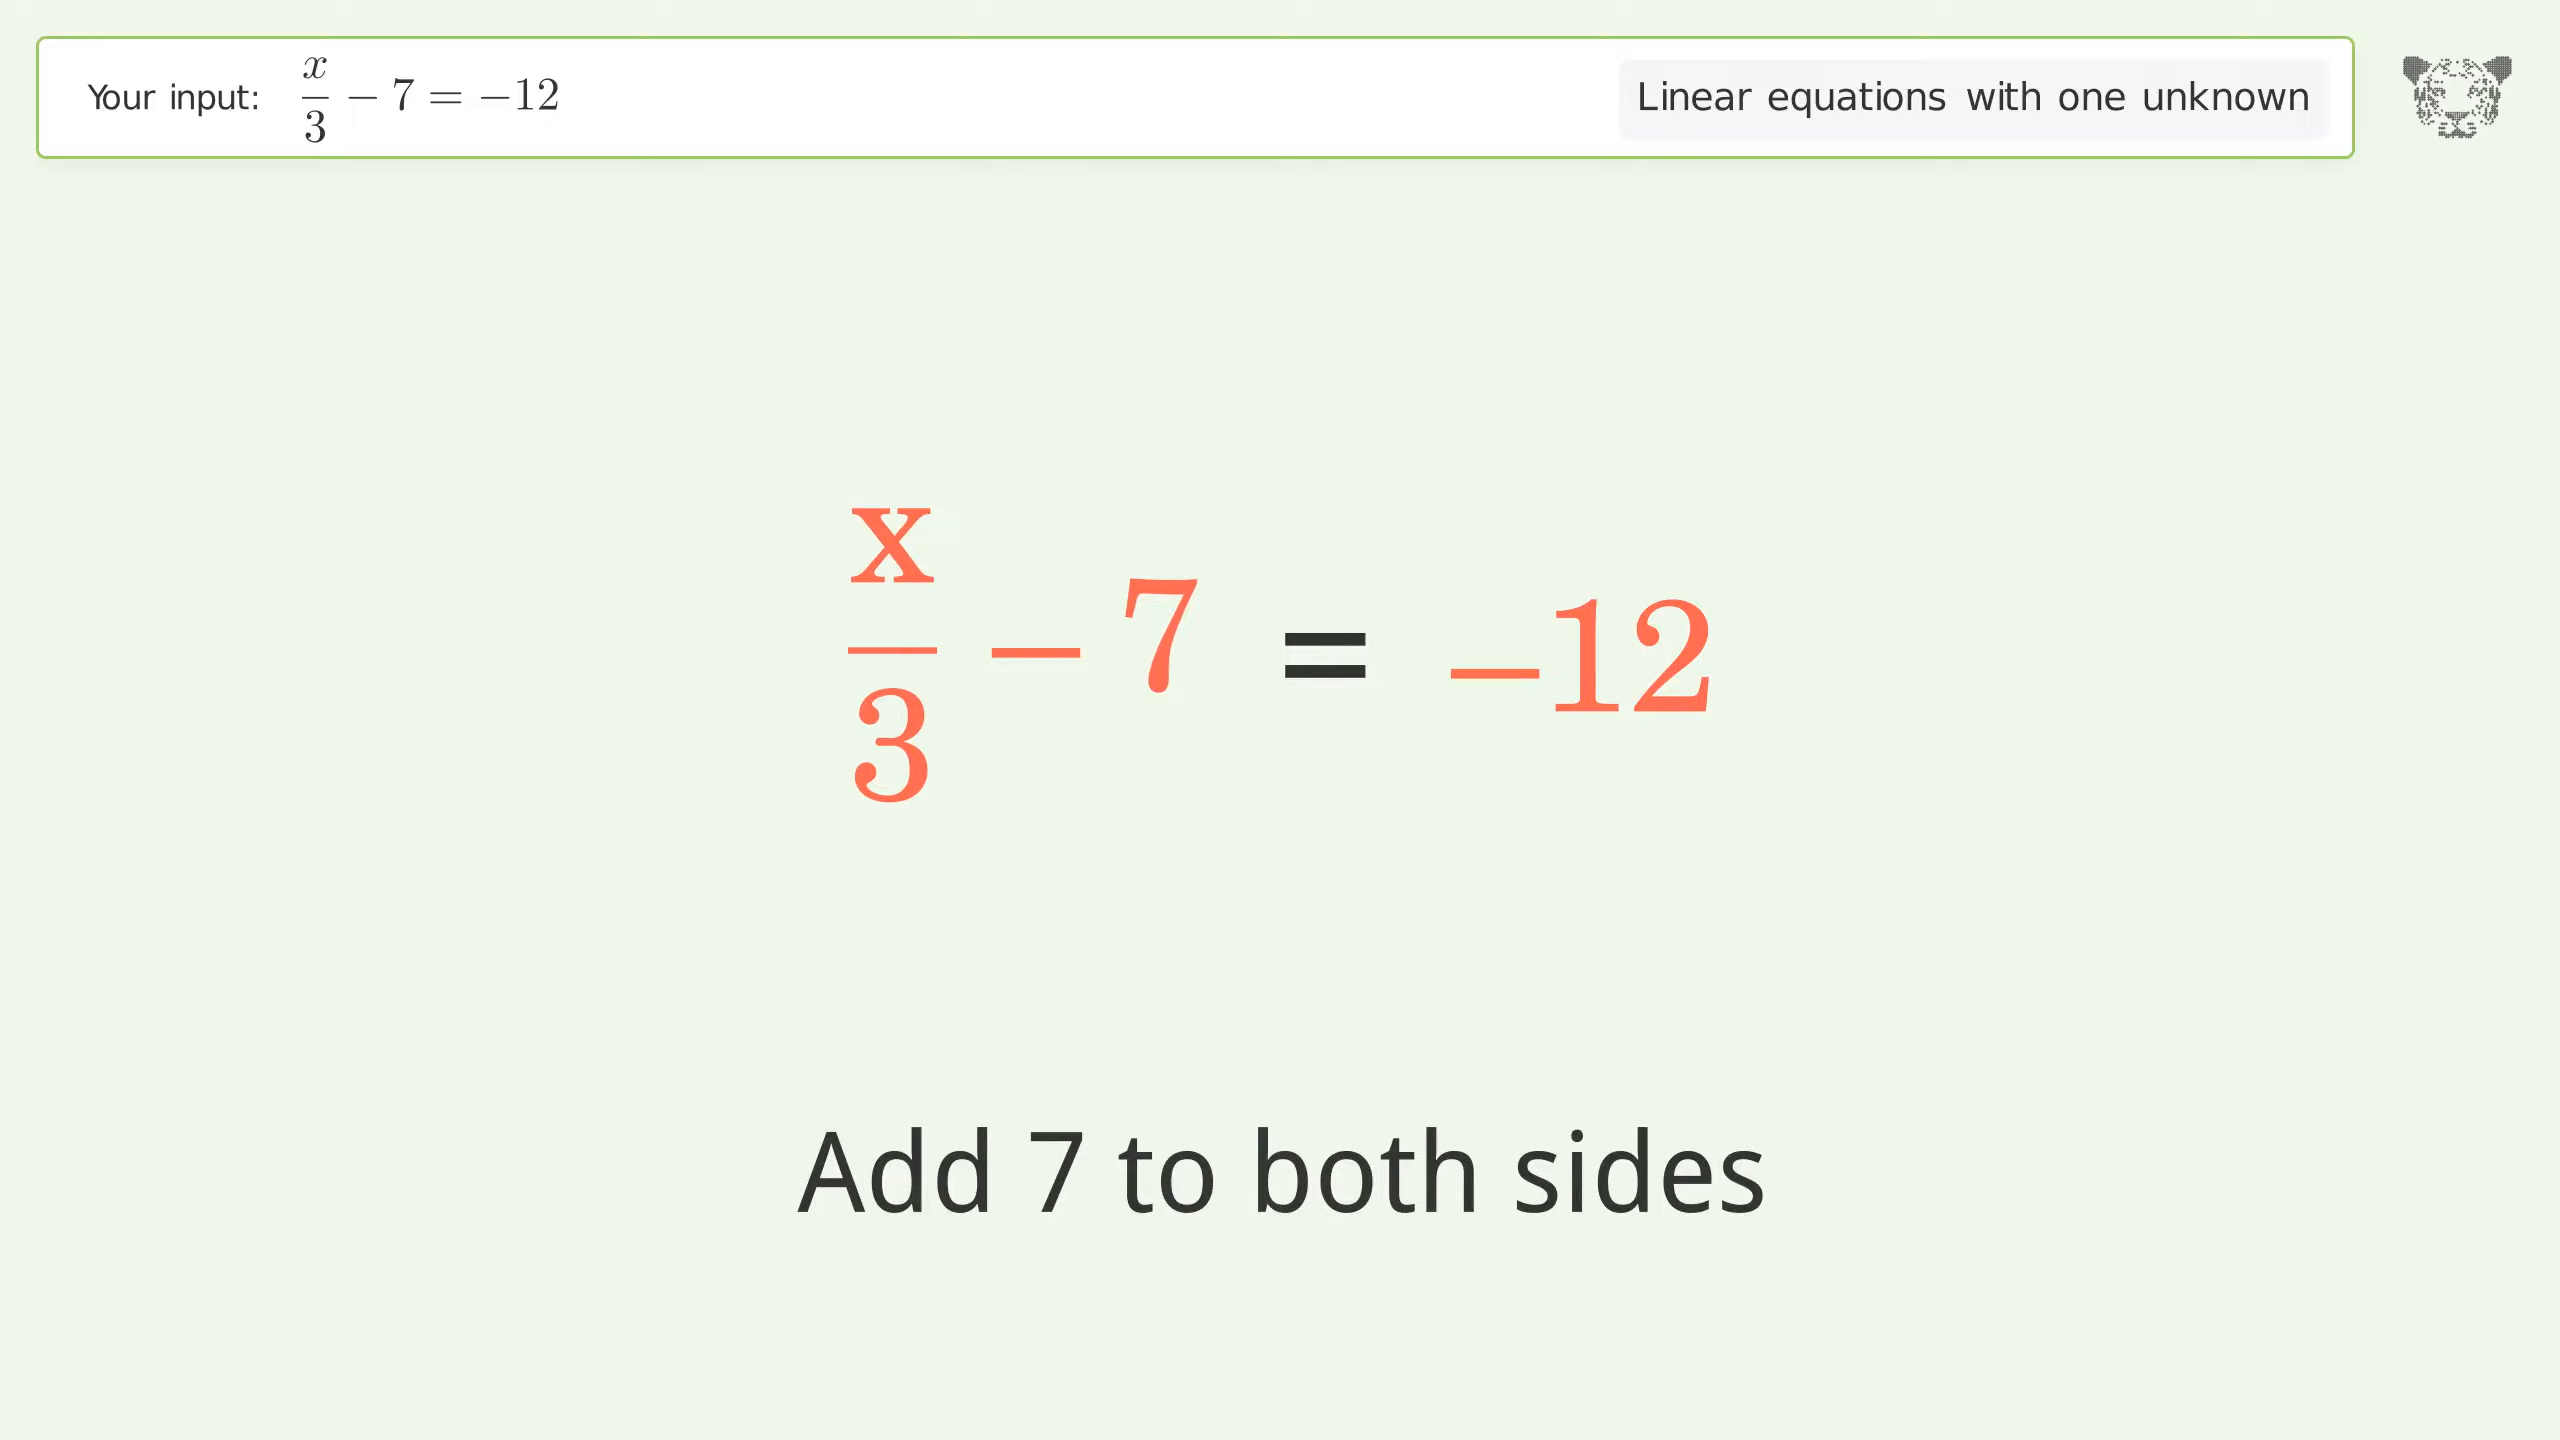 Your input: x/3 − 7 = −12
Linear equations with one unknown
x/3 − 7 = −12
Add 7 to both sides